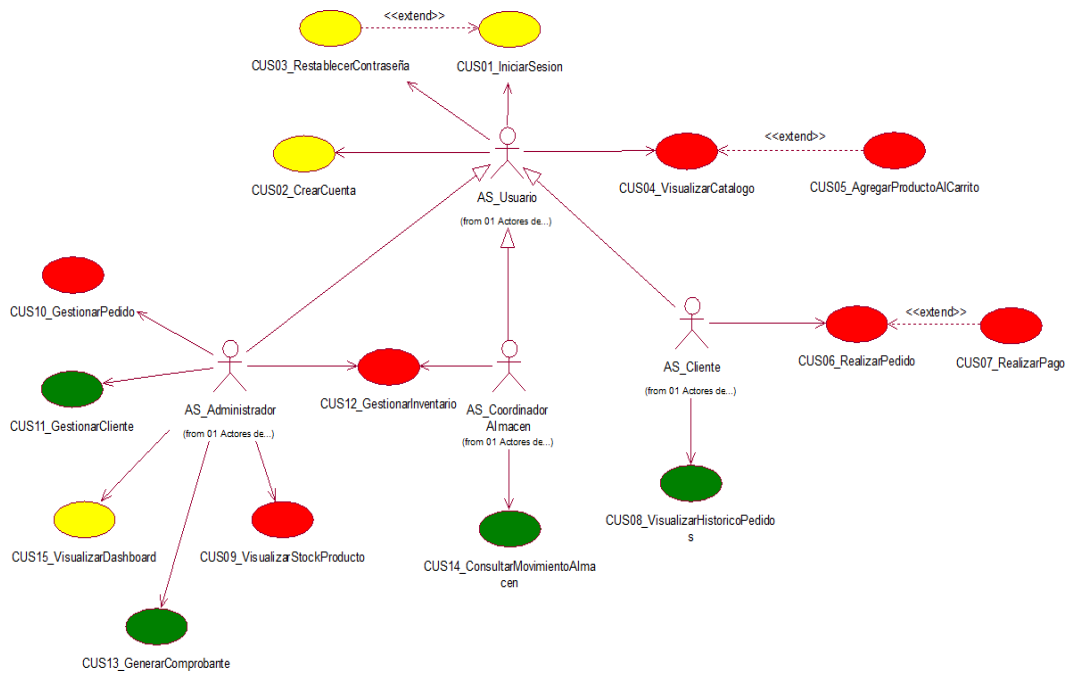 <<extend>>
CUS03_RestablecerContraseña
CUS01_IniciarSesion
CUS02_CrearCuenta
AS_Usuario
(from 01 Actores de...)
CUS04_VisualizarCatalogo
<<extend>>
CUS05_AgregarProductoAlCarrito
CUS10_GestionarPedido
CUS11_GestionarCliente
AS_Administrador
(from 01 Actores de...)
CUS12_GestionarInventario
AS_Coordinador
Almacen
(from 01 Actores de...)
AS_Cliente
(from 01 Actores de...)
CUS06_RealizarPedido
<<extend>>
CUS07_RealizarPago
CUS15_VisualizarDashboard
CUS09_VisualizarStockProducto
CUS14_ConsultarMovimientoAlma
cen
CUS08_VisualizarHistoricoPedido
s
CUS13_GenerarComprobante